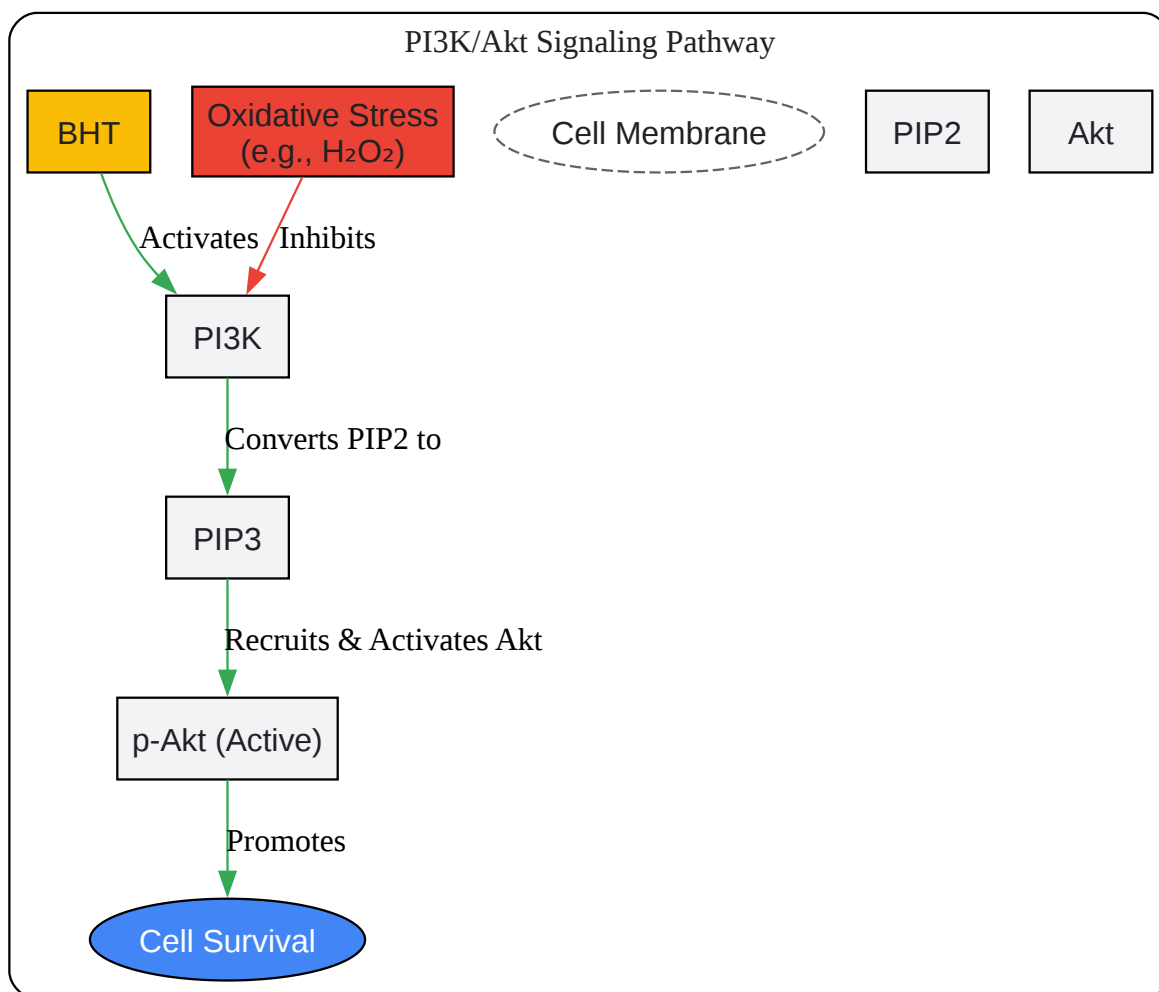 PI3K/Akt Signaling Pathway
BHT
Oxidative Stress
(e.g., H₂O₂)
Cell Membrane
PIP2
Akt
Activates
Inhibits
PI3K
Converts PIP2 to
PIP3
Recruits & Activates Akt
p-Akt (Active)
Promotes
Cell Survival